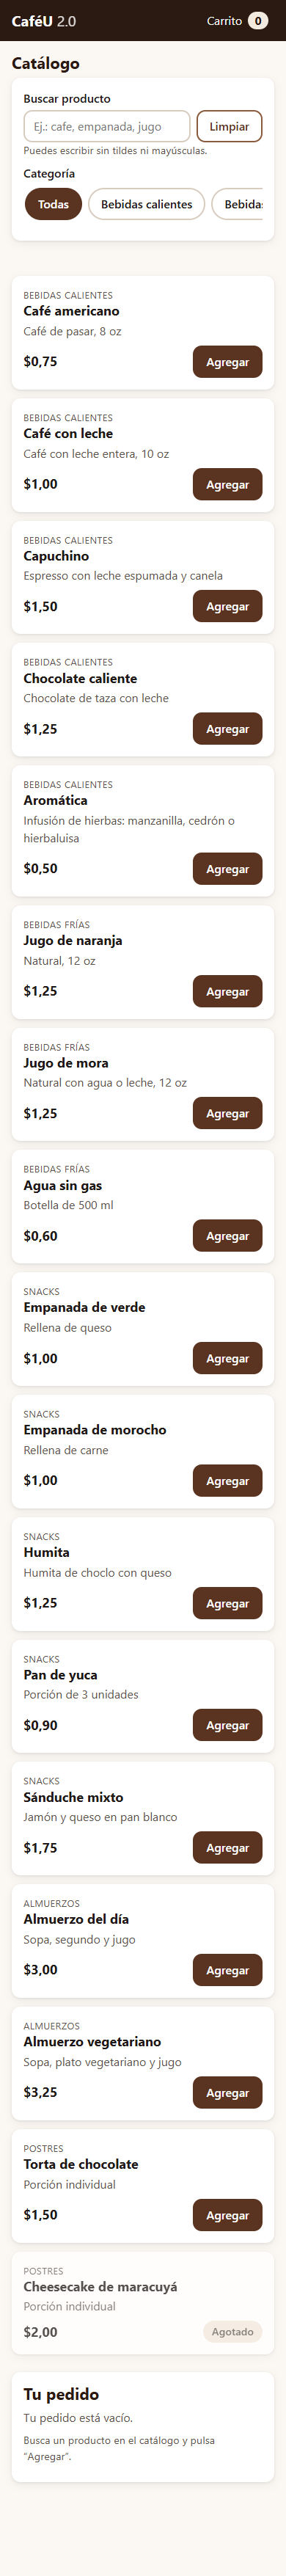 CaféU 2.0
Carrito 0
Catálogo
Buscar producto
Ej.: cafe, empanada, jugo
Limpiar
Puedes escribir sin tildes ni mayúsculas.
Categoría
Todas
Bebidas calientes
Bebidas
BEBIDAS CALIENTES
Café americano
Café de pasar, 8 oz
$0,75
Agregar
BEBIDAS CALIENTES
Café con leche
Café con leche entera, 10 oz
$1,00
Agregar
BEBIDAS CALIENTES
Capuchino
Espresso con leche espumada y canela
$1,50
Agregar
BEBIDAS CALIENTES
Chocolate caliente
Chocolate de taza con leche
$1,25
Agregar
BEBIDAS CALIENTES
Aromática
Infusión de hierbas: manzanilla, cedrón o
hierbaluisa
$0,50
Agregar
BEBIDAS FRÍAS
Jugo de naranja
Natural, 12 oz
$1,25
Agregar
BEBIDAS FRÍAS
Jugo de mora
Natural con agua o leche, 12 oz
$1,25
Agregar
BEBIDAS FRÍAS
Agua sin gas
Botella de 500 ml
$0,60
Agregar
SNACKS
Empanada de verde
Rellena de queso
$1,00
Agregar
SNACKS
Empanada de morocho
Rellena de carne
$1,00
Agregar
SNACKS
Humita
Humita de choclo con queso
$1,25
Agregar
SNACKS
Pan de yuca
Porción de 3 unidades
$0,90
Agregar
SNACKS
Sánduche mixto
Jamón y queso en pan blanco
$1,75
Agregar
ALMUERZOS
Almuerzo del día
Sopa, segundo y jugo
$3,00
Agregar
ALMUERZOS
Almuerzo vegetariano
Sopa, plato vegetariano y jugo
$3,25
Agregar
POSTRES
Torta de chocolate
Porción individual
$1,50
Agregar
POSTRES
Cheesecake de maracuyá
Porción individual
$2,00
Agotado
Tu pedido
Tu pedido está vacío.
Busca un producto en el catálogo y pulsa
“Agregar”.